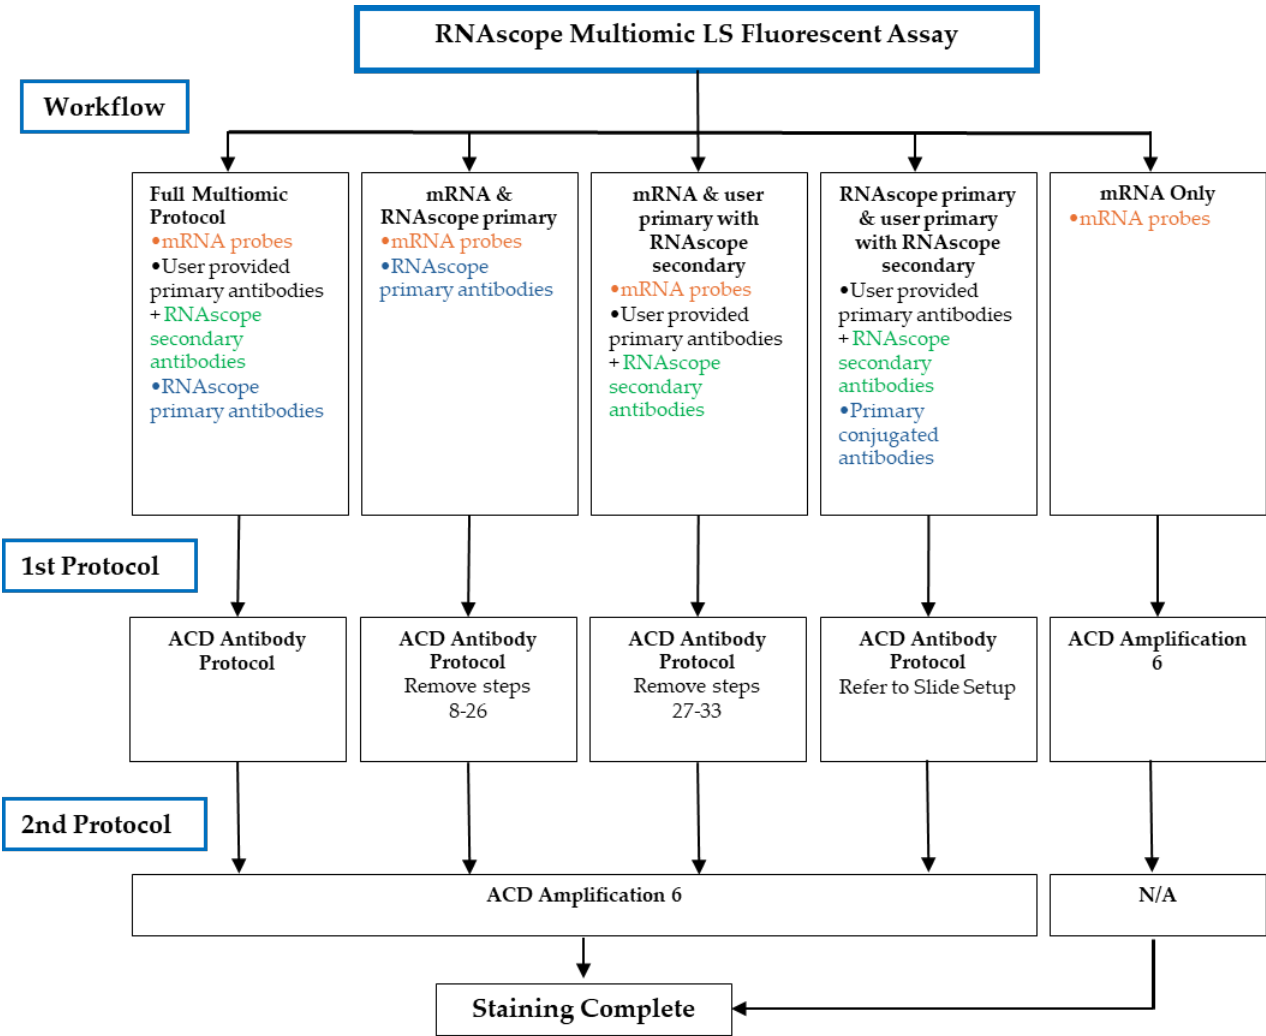 RNAscope Multiomic LS Fluorescent Assay
Workflow
Full Multiomic
Protocol
•mRNA probes
•User provided
primary antibodies
+ RNAscope
secondary
antibodies
•RNAscope
primary antibodies
mRNA &
RNAscope primary
•mRNA probes
•RNAscope
primary antibodies
mRNA & user
primary with
RNAscope
secondary
•mRNA probes
•User provided
primary antibodies
+ RNAscope
secondary
antibodies
RNAscope primary
& user primary
with RNAscope
secondary
•User provided
primary antibodies
+ RNAscope
secondary
antibodies
•Primary
conjugated
antibodies
mRNA Only
•mRNA probes
1st Protocol
ACD Antibody
Protocol
ACD Antibody
Protocol
Remove steps
8-26
ACD Antibody
Protocol
Remove steps
27-33
ACD Antibody
Protocol
Refer to Slide Setup
ACD Amplification
6
2nd Protocol
ACD Amplification 6
N/A
Staining Complete